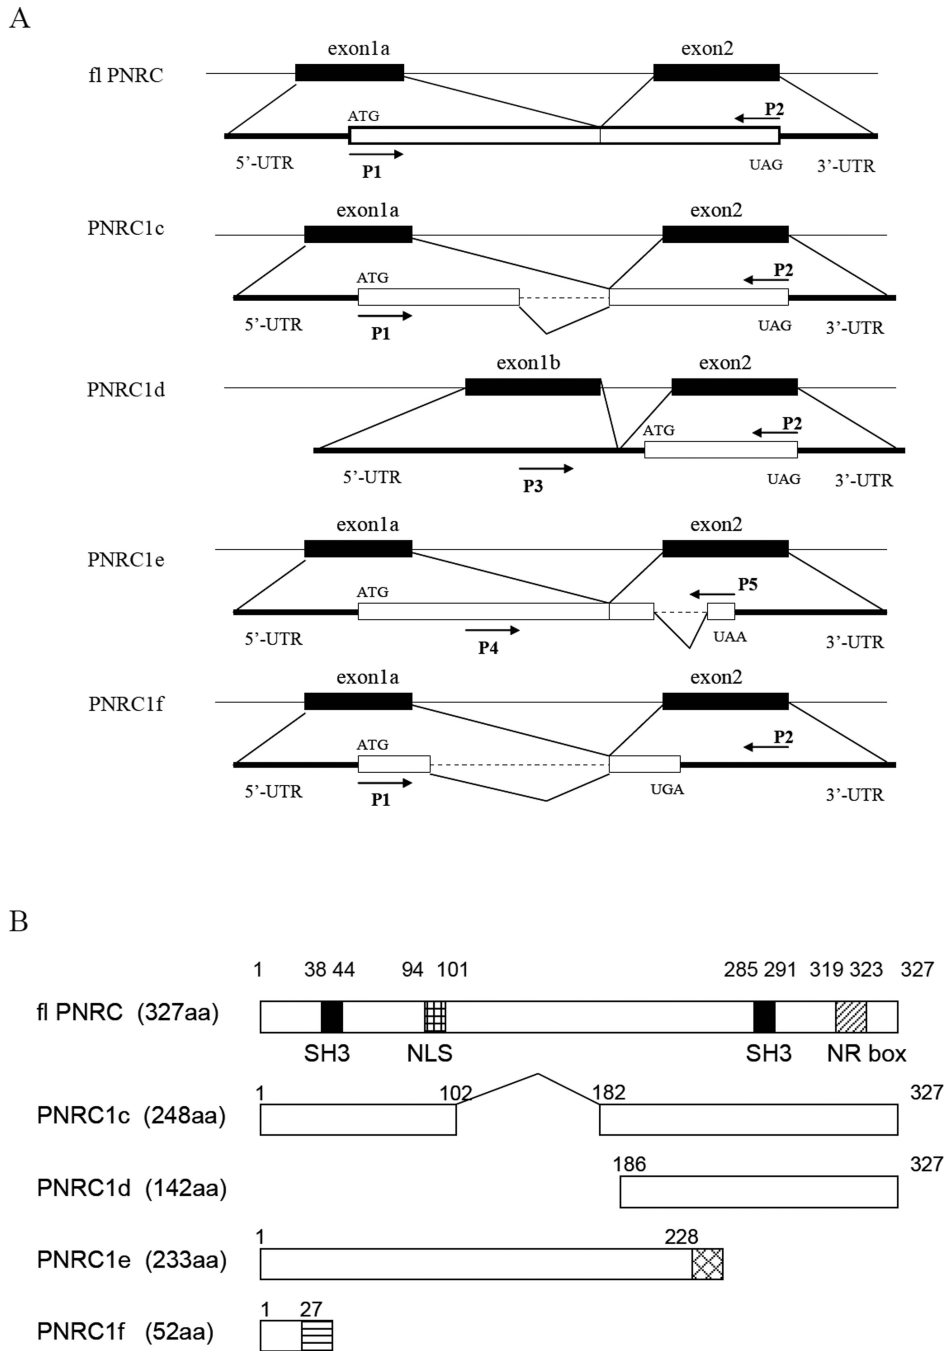 A
exon1a exon2
fl PNRC
ATG P2
5’-UTR P1 UAG 3’-UTR
exon1a exon2
PNRC1c
ATG P2
5’-UTR P1 UAG 3’-UTR
exon1b exon2
PNRC1d
ATG P2
5’-UTR P3 UAG 3’-UTR
exon1a exon2
PNRC1e
ATG P5
5’-UTR P4 UAA 3’-UTR
exon1a exon2
PNRC1f
ATG P2
5’-UTR P1 UGA 3’-UTR
B
1 38 44 94 101 285 291 319 323 327
fl PNRC (327aa)
SH3 NLS SH3 NR box
1 102 182 327
PNRC1c (248aa)
186 327
PNRC1d (142aa)
1 228
PNRC1e (233aa)
1 27
PNRC1f (52aa)